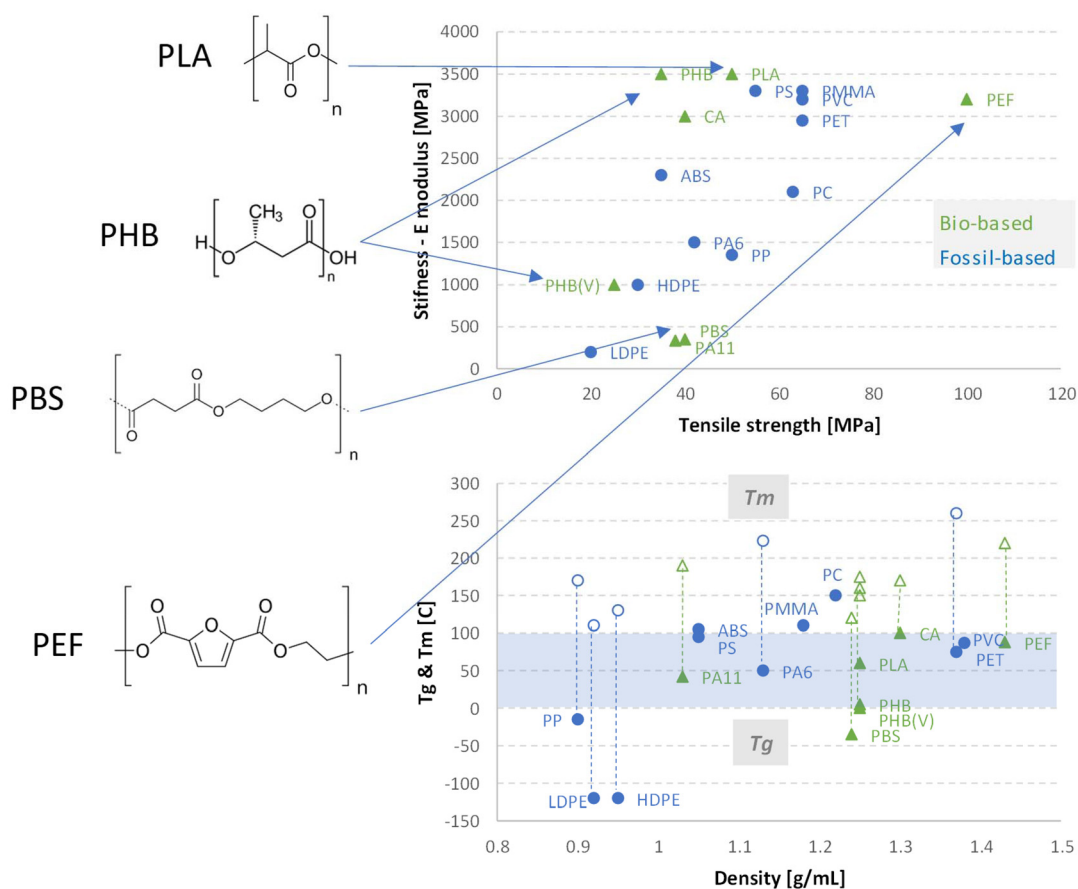 PLA
O
O
n
PHB
CH₃
O
H
O
OH
n
PBS
O
O
O
O
n
PEF
O
O
O
O
O
n
Stifness - E modulus [MPa]
4000
3500
3000
2500
2000
1500
1000
500
0
PHB
PLA
PS
PMMA
PVC
PET
PEF
CA
ABS
PC
PA6
PP
PHB(V)
HDPE
PBS
PA11
LDPE
Bio-based
Fossil-based
0
20
40
60
80
100
120
Tensile strength [MPa]
Tg & Tm [C]
300
250
200
150
100
50
0
-50
-100
-150
Tm
PC
PMMA
ABS
PS
CA
PVC
PET
PEF
PA11
PA6
PLA
PHB
PHB(V)
PBS
PP
Tg
LDPE
HDPE
0.8
0.9
1
1.1
1.2
1.3
1.4
1.5
Density [g/mL]